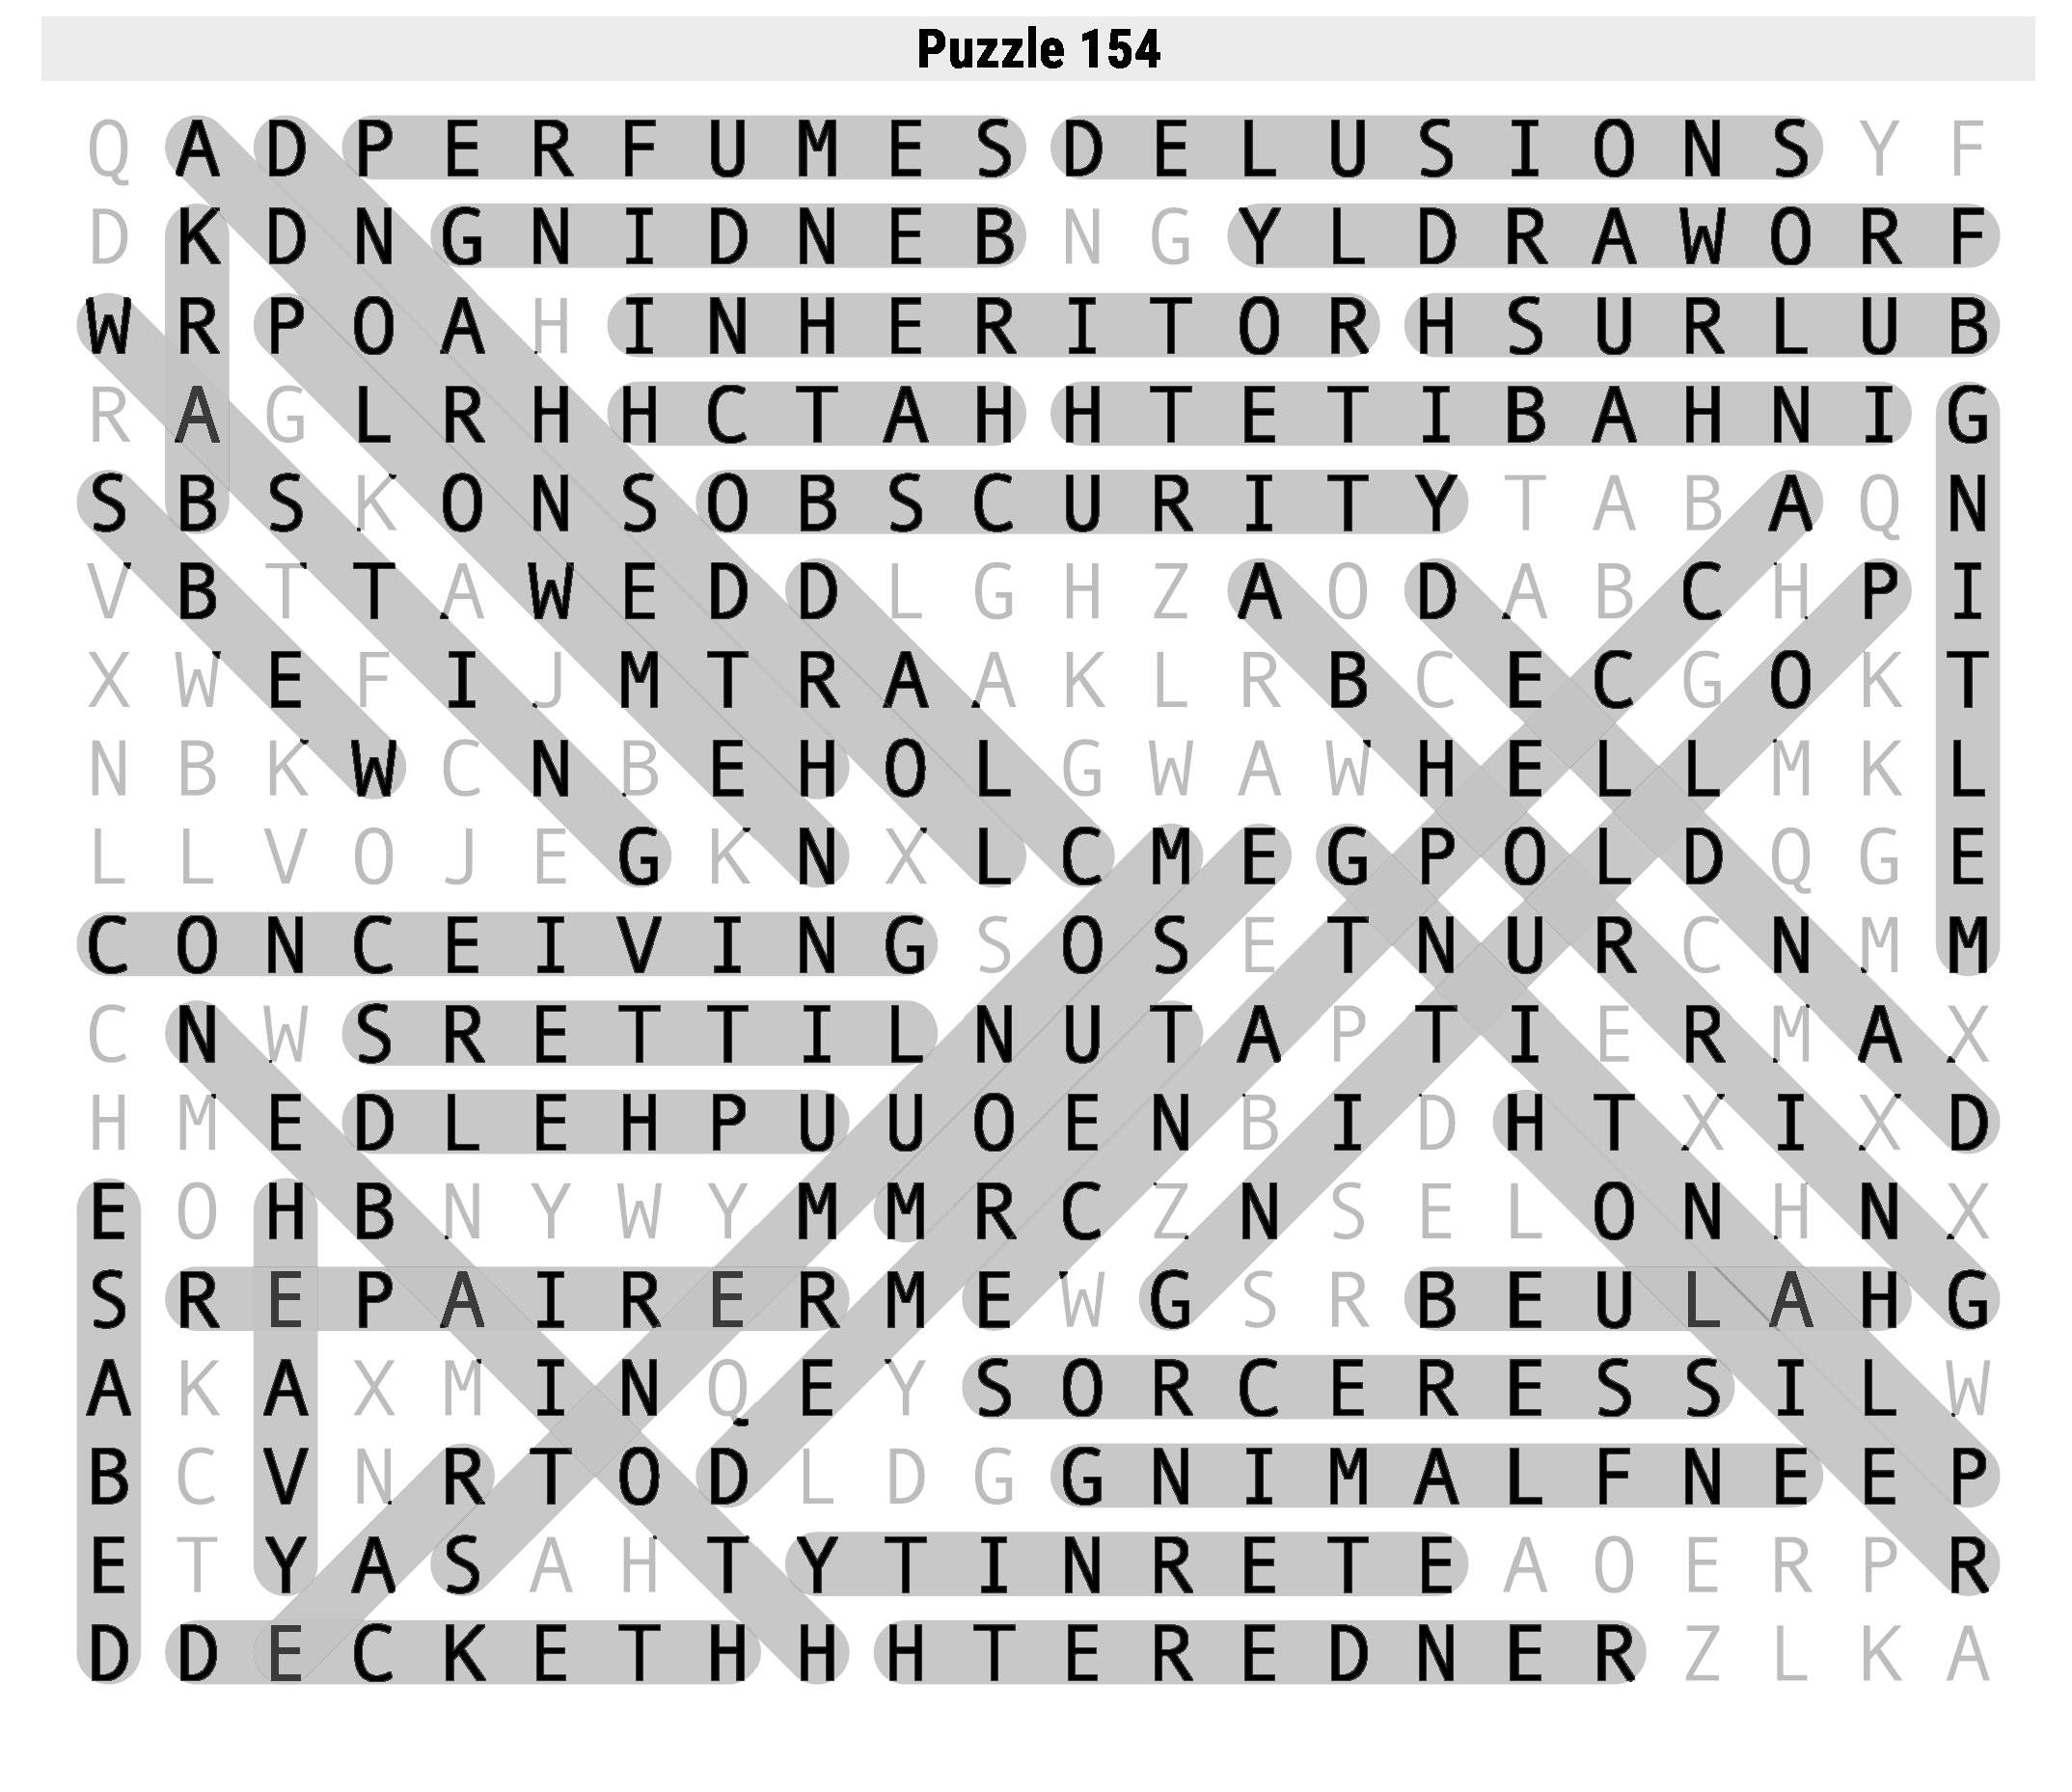 Puzzle 154
Q A D P E R F U M E S D E L U S I O N S Y F
D K D N G N I D N E B N G Y L D R A W O R F
W R P O A H I N H E R I T O R H S U R L U B
R A G L R H H C T A H H T E T I B A H N I G
S B S K O N S O B S C U R I T Y T A B A Q N
V B T T A W E D D L G H Z A O D A B C H P I
X W E F I J M T R A A K L R B C E C G O K T
N B K W C N B E H O L G W A W H E L L M K L
L L V O J E G K N X L C M E G P O L D Q G E
C O N C E I V I N G S O S E T N U R C N M M
C N W S R E T T I L N U T A P T I E R M A X
H M E D L E H P U U O E N B I D H T X I X D
E O H B N Y W Y M M R C Z N S E L O N H N X
S R E P A I R E R M E W G S R B E U L A H G
A K A X M I N Q E Y S O R C E R E S S I L W
B C V N R T O D L D G G N I M A L F N E E P
E T Y A S A H T Y T I N R E T E A O E R P R
D D E C K E T H H H T E R E D N E R Z L K A